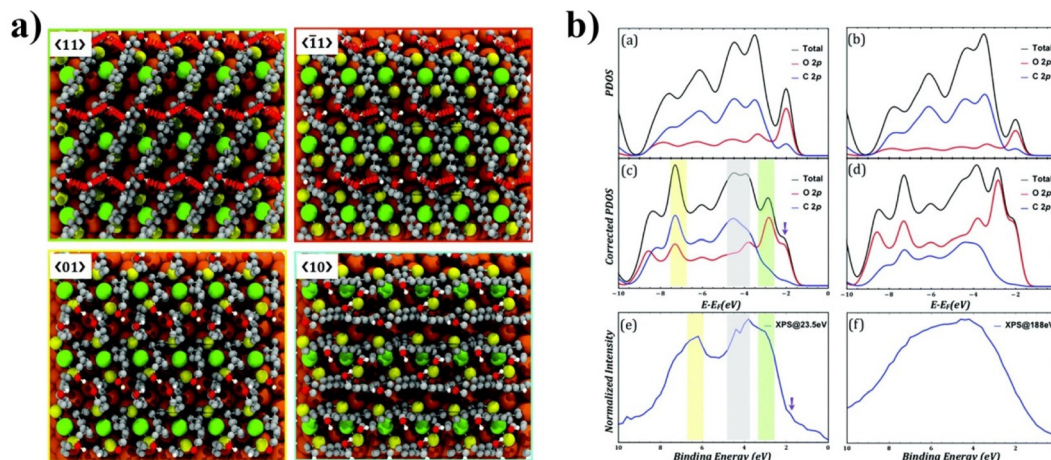 a)
⟨11⟩
⟨1̅1⟩
⟨01⟩
⟨10⟩
b)
(a)
Total
O 2p
C 2p
PDOS
(b)
Total
O 2p
C 2p
(c)
Total
O 2p
C 2p
Corrected PDOS
-10 -8 -6 -4 -2 0
E-EF(eV)
(d)
Total
O 2p
C 2p
-10 -8 -6 -4 -2 0
E-EF(eV)
(e)
XPS@23.5eV
Normalized Intensity
10 8 6 4 2 0
Binding Energy (eV)
(f)
XPS@188eV
10 8 6 4 2 0
Binding Energy (eV)